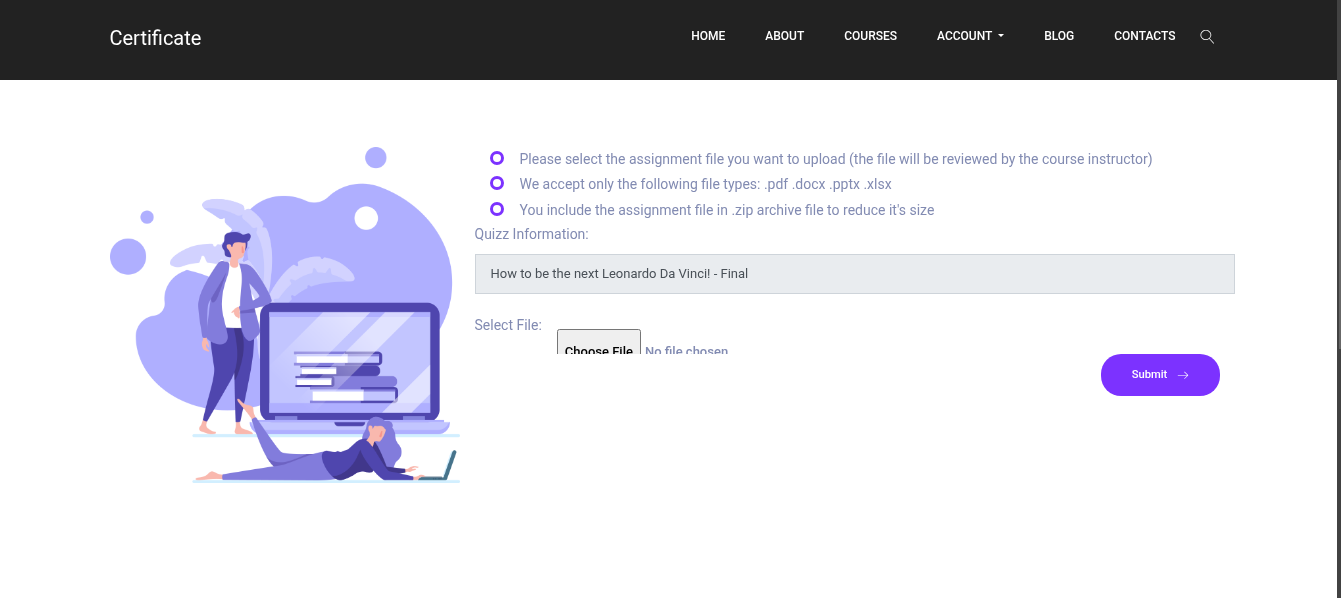 Certificate
HOME
ABOUT
COURSES
ACCOUNT
BLOG
CONTACTS
Please select the assignment file you want to upload (the file will be reviewed by the course instructor)
We accept only the following file types: .pdf .docx .pptx .xlsx
You include the assignment file in .zip archive file to reduce it's size
Quizz Information:
How to be the next Leonardo Da Vinci! - Final
Select File:
Choose File No file chosen
Submit